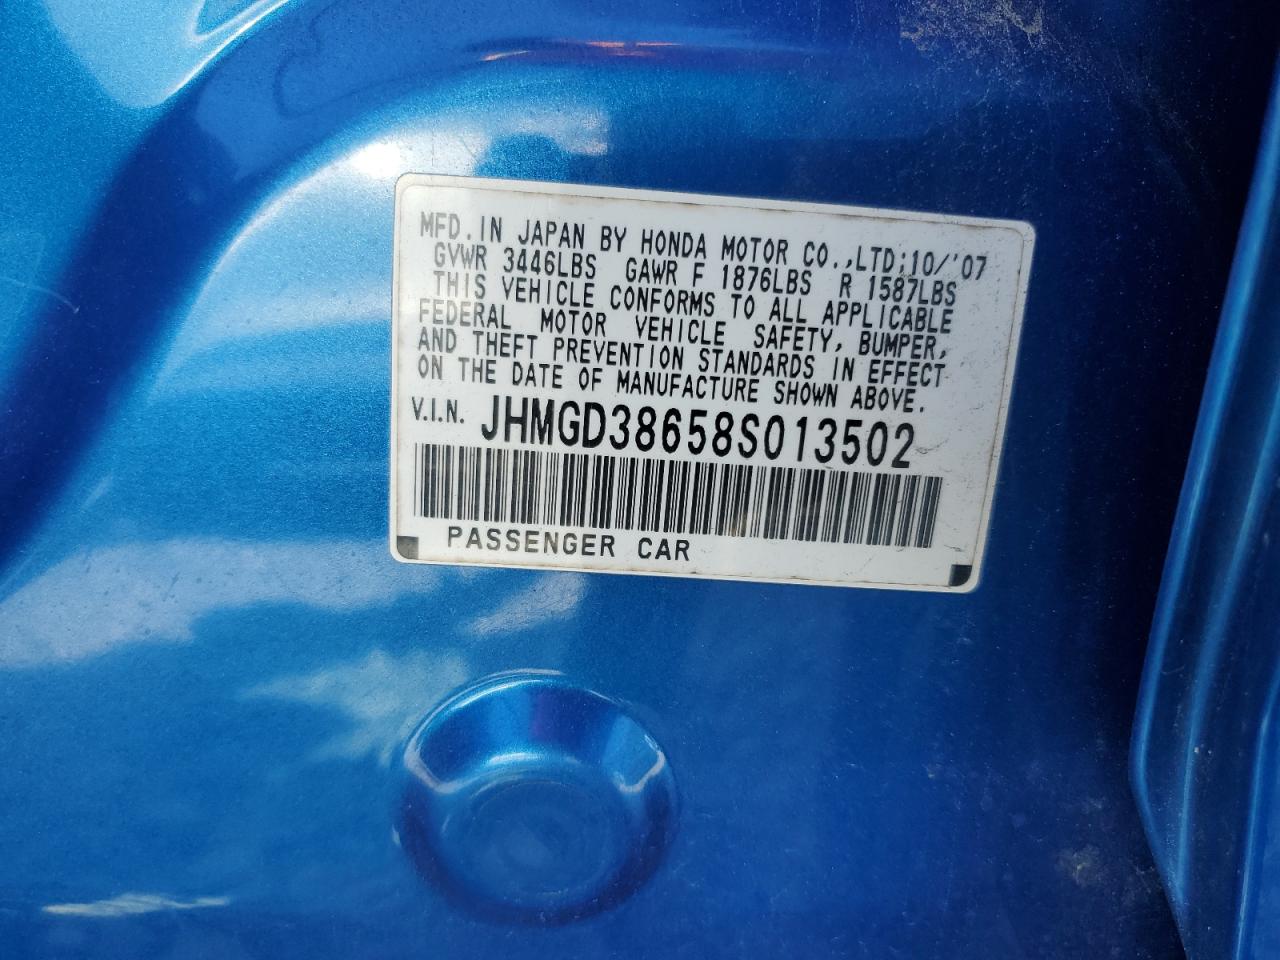 MFD.IN JAPAN BY HONDA MOTOR CO.,LTD:10/'07
GVWR 3446LBS GAWR F 1876LBS R 1587LBS
THIS VEHICLE CONFORMS TO ALL APPLICABLE
FEDERAL MOTOR VEHICLE SAFETY, BUMPER,
AND THEFT PREVENTION STANDARDS IN EFFECT
ON THE DATE OF MANUFACTURE SHOWN ABOVE.
V.I.N. JHMGD38658S013502
PASSENGER CAR